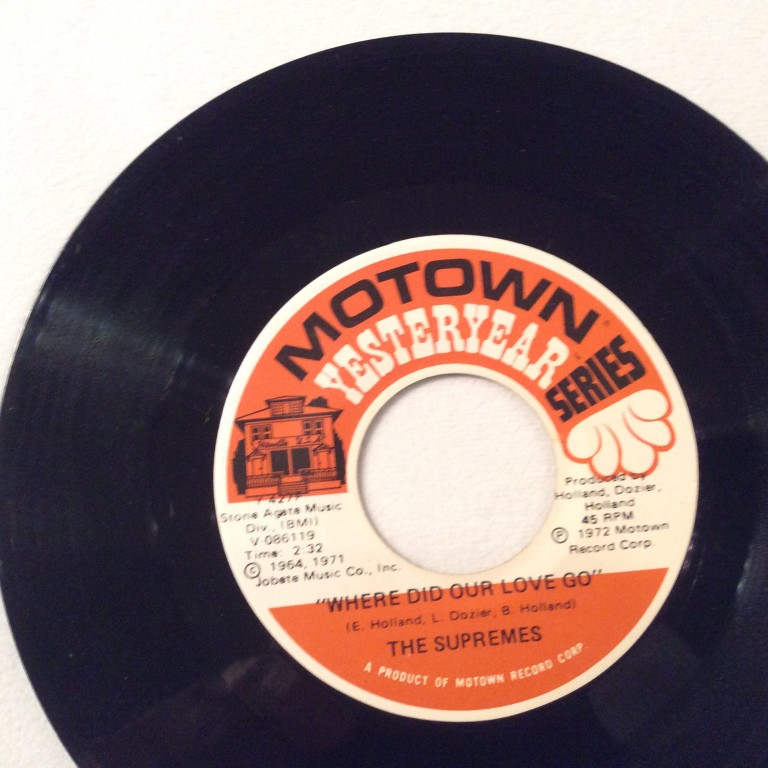 MOTOWN
YESTERYEAR
SERIES
Stone Agate Music
Div., (BMI)
V-086119
Time: 2:32
© 1964, 1971
Jobete Music Co., Inc.
Produced by
Holland, Dozier,
Holland
45 RPM
℗ 1972 Motown
Record Corp.
"WHERE DID OUR LOVE GO"
(E. Holland, L. Dozier, B. Holland)
THE SUPREMES
A PRODUCT OF MOTOWN RECORD CORP.